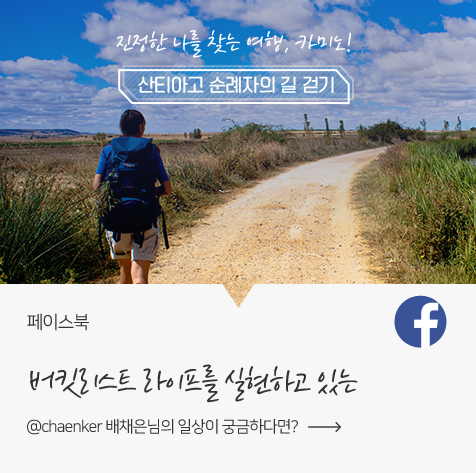 진정한 나를 찾는 여행, 카미노!
산티아고 순례자의 길 걷기
페이스북
버킷리스트 라이프를 실현하고 있는
@chaenker 배채은님의 일상이 궁금하다면?